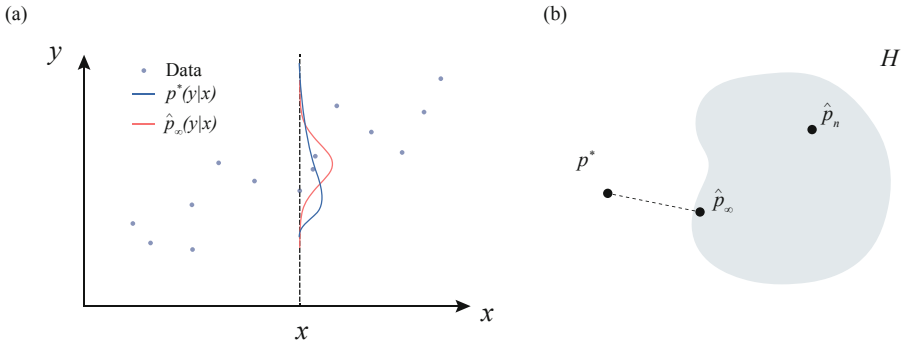 (a)
y
Data
p*(y|x)
p̂∞(y|x)
x
x
(b)
H
p̂n
p*
p̂∞